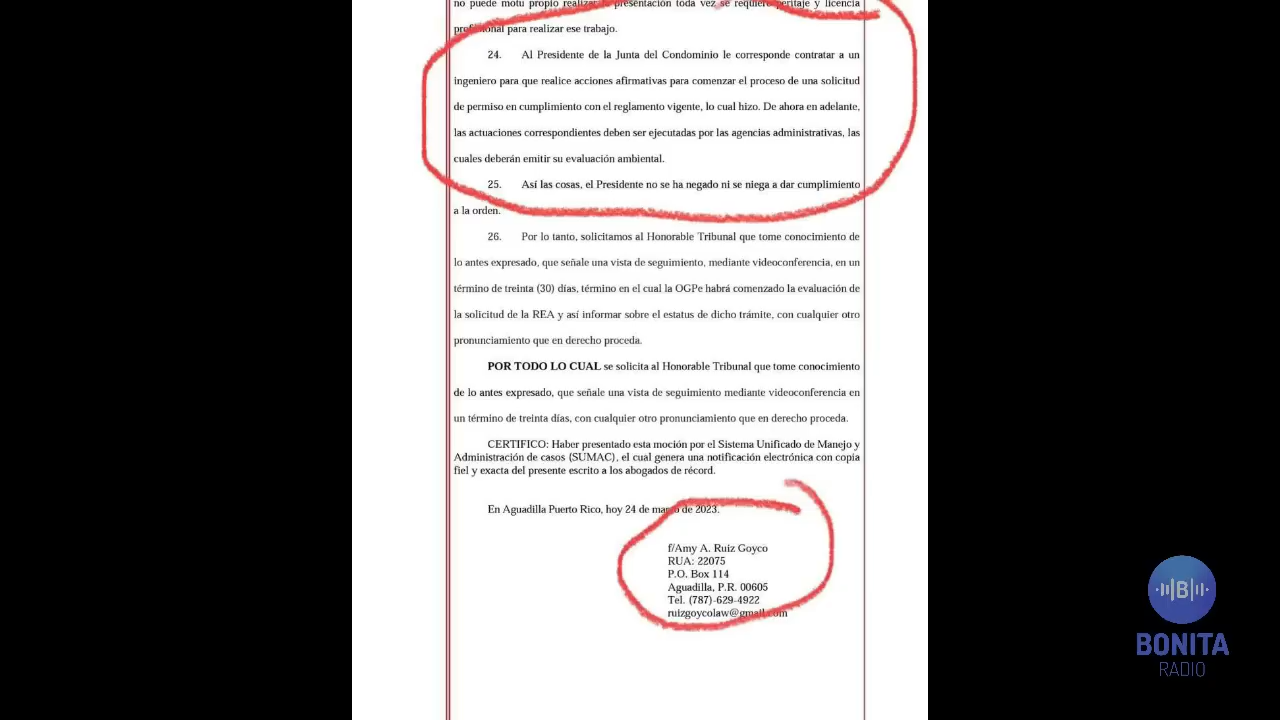 no puede motu propio realizar la presentación toda vez se requiere peritaje y licencia
profesional para realizar ese trabajo.
24. Al Presidente de la Junta del Condominio le corresponde contratar a un
ingeniero para que realice acciones afirmativas para comenzar el proceso de una solicitud
de permiso en cumplimiento con el reglamento vigente, lo cual hizo. De ahora en adelante,
las actuaciones correspondientes deben ser ejecutadas por las agencias administrativas, las
cuales deberán emitir su evaluación ambiental.
25. Así las cosas, el Presidente no se ha negado ni se niega a dar cumplimiento
a la orden.
26. Por lo tanto, solicitamos al Honorable Tribunal que tome conocimiento de
lo antes expresado, que señale una vista de seguimiento, mediante videoconferencia, en un
término de treinta (30) días, término en el cual la OGPe habrá comenzado la evaluación de
la solicitud de la REA y así informar sobre el estatus de dicho trámite, con cualquier otro
pronunciamiento que en derecho proceda.
POR TODO LO CUAL se solicita al Honorable Tribunal que tome conocimiento
de lo antes expresado, que señale una vista de seguimiento mediante videoconferencia en
un término de treinta días, con cualquier otro pronunciamiento que en derecho proceda.
CERTIFICO: Haber presentado esta moción por el Sistema Unificado de Manejo y
Administración de casos (SUMAC), el cual genera una notificación electrónica con copia
fiel y exacta del presente escrito a los abogados de récord.
En Aguadilla Puerto Rico, hoy 24 de marzo de 2023.
f/Amy A. Ruiz Goyco
RUA: 22075
P.O. Box 114
Aguadilla, P.R. 00605
Tel. (787)-629-4922
ruizgoycolaw@gmail.com
B
BONITA
RADIO